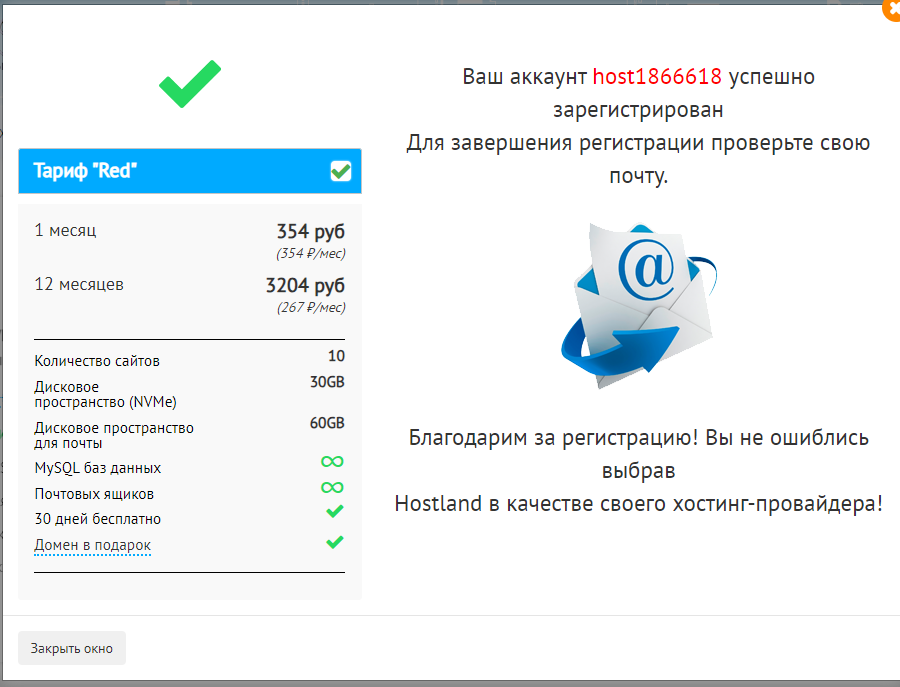 Тариф "Red"
1 месяц 354 руб
(354 ₽/мес)
12 месяцев 3204 руб
(267 ₽/мес)
Количество сайтов 10
Дисковое 30GB
пространство (NVMe)
Дисковое пространство 60GB
для почты
MySQL баз данных ∞
Почтовых ящиков ∞
30 дней бесплатно
Домен в подарок
Ваш аккаунт host1866618 успешно
зарегистрирован
Для завершения регистрации проверьте свою
почту.
@
Благодарим за регистрацию! Вы не ошиблись
выбрав
Hostland в качестве своего хостинг-провайдера!
Закрыть окно